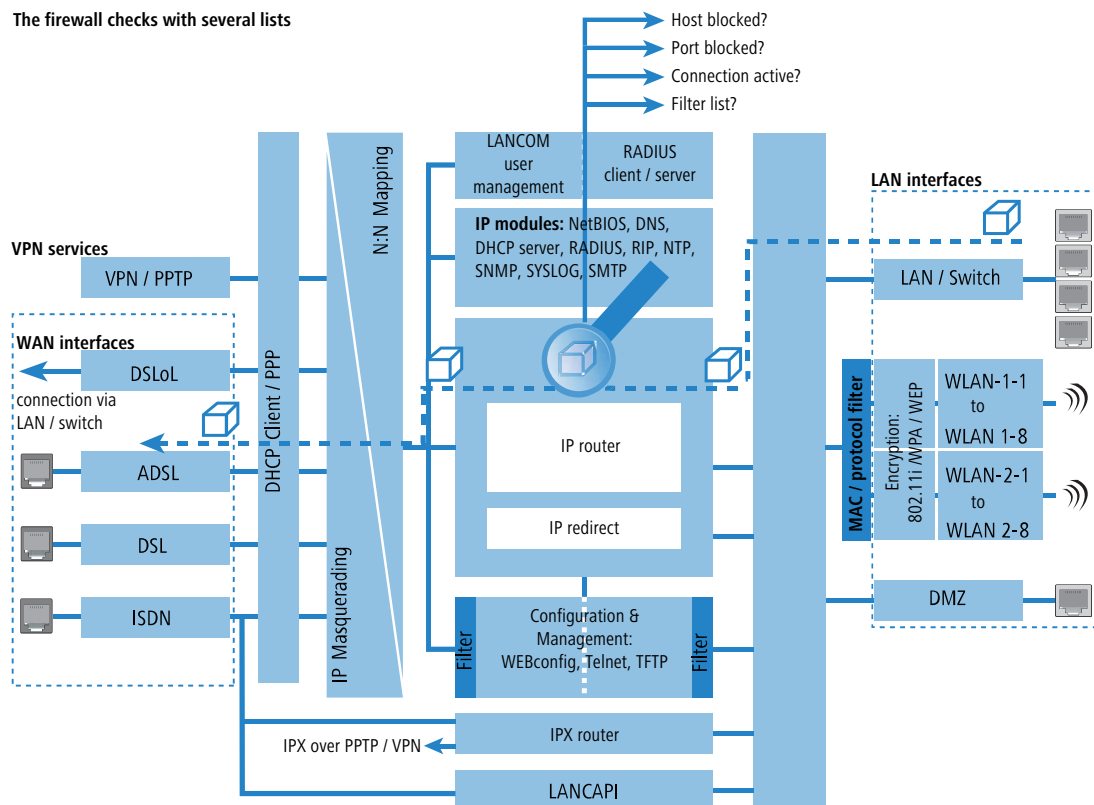 The firewall checks with several lists
Host blocked?
Port blocked?
Connection active?
Filter list?
LANCOM
user
management
RADIUS
client / server
IP modules: NetBIOS, DNS,
DHCP server, RADIUS, RIP, NTP,
SNMP, SYSLOG, SMTP
N:N Mapping
IP Masquerading
DHCP Client / PPP
VPN services
VPN / PPTP
WAN interfaces
DSLoL
connection via
LAN / switch
ADSL
DSL
ISDN
IP router
IP redirect
Filter
Configuration &
Management:
WEBconfig, Telnet, TFTP
Filter
IPX over PPTP / VPN
IPX router
LANCAPI
LAN interfaces
LAN / Switch
MAC / protocol filter
Encryption:
802.11i /WPA / WEP
WLAN-1-1
to
WLAN 1-8
WLAN-2-1
to
WLAN 2-8
DMZ